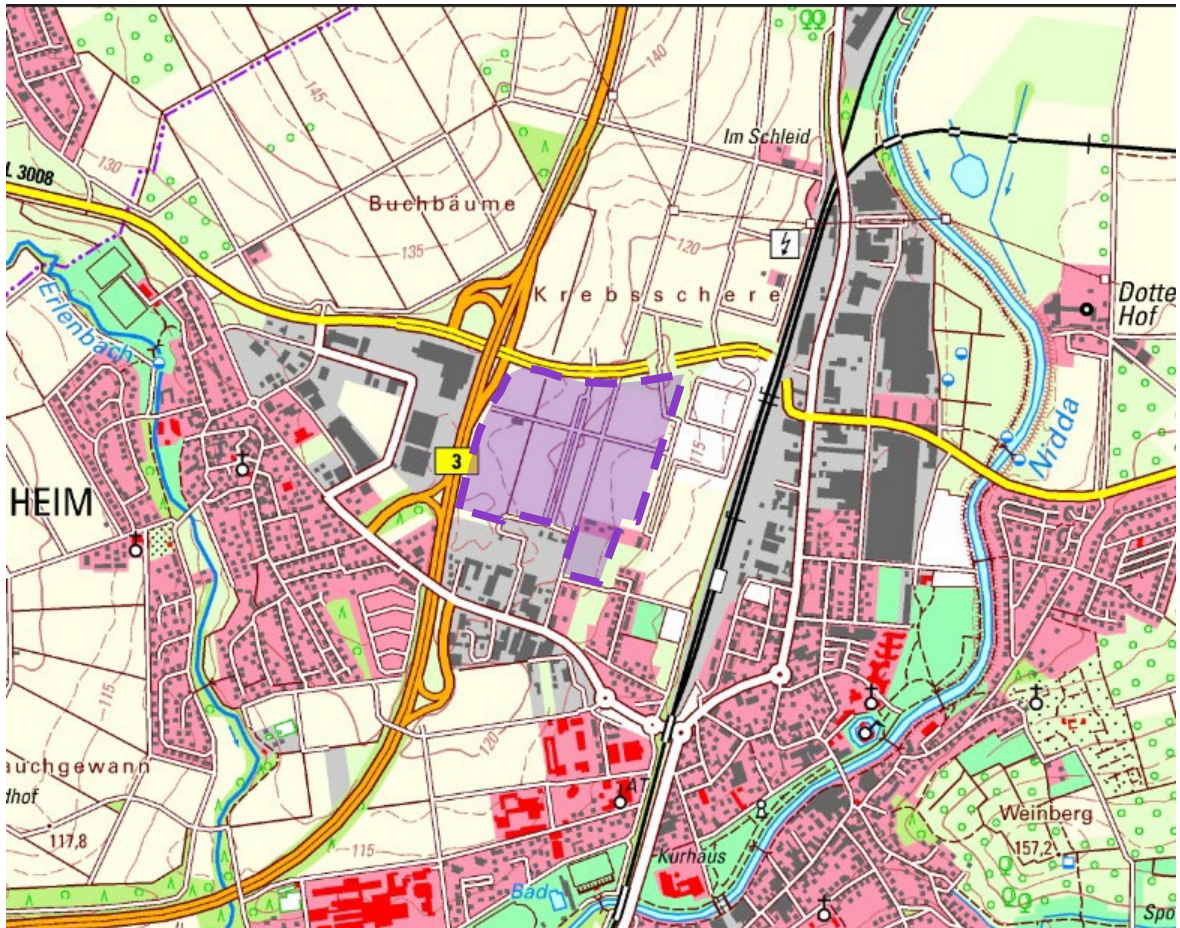 140
145
Im Schleid
130
L 3008
Buchbäume
120
135
Krebsschere
Dotte
Hof
Erlenbach
115
3
Nidda
HEIM
115
120
auchgewann
dhof
Weinberg
117,8
115
157,2
Kurhaus
Bad
Spo